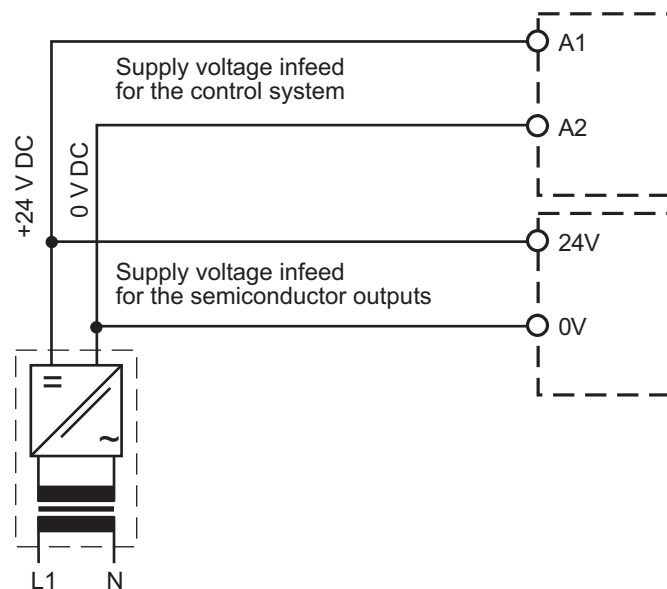 A1
Supply voltage infeed
for the control system
A2
+24 V DC
0 V DC
24V
Supply voltage infeed
for the semiconductor outputs
0V
L1 N